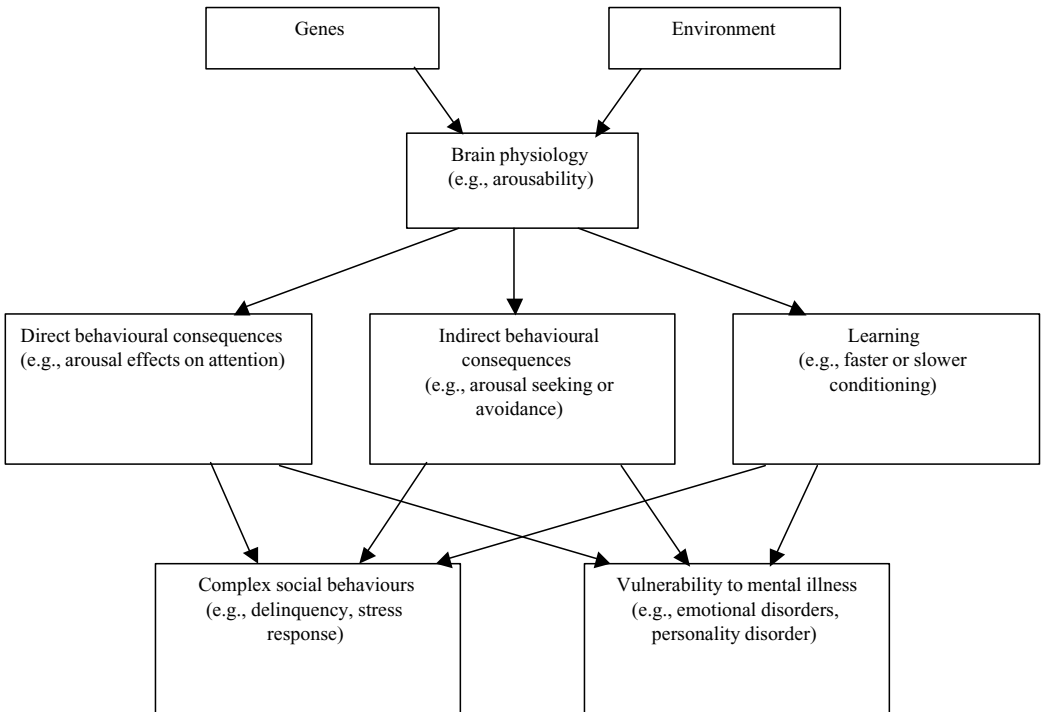 Genes
Environment
Brain physiology
(e.g., arousability)
Direct behavioural consequences
(e.g., arousal effects on attention)
Indirect behavioural
consequences
(e.g., arousal seeking or
avoidance)
Learning
(e.g., faster or slower
conditioning)
Complex social behaviours
(e.g., delinquency, stress
response)
Vulnerability to mental illness
(e.g., emotional disorders,
personality disorder)